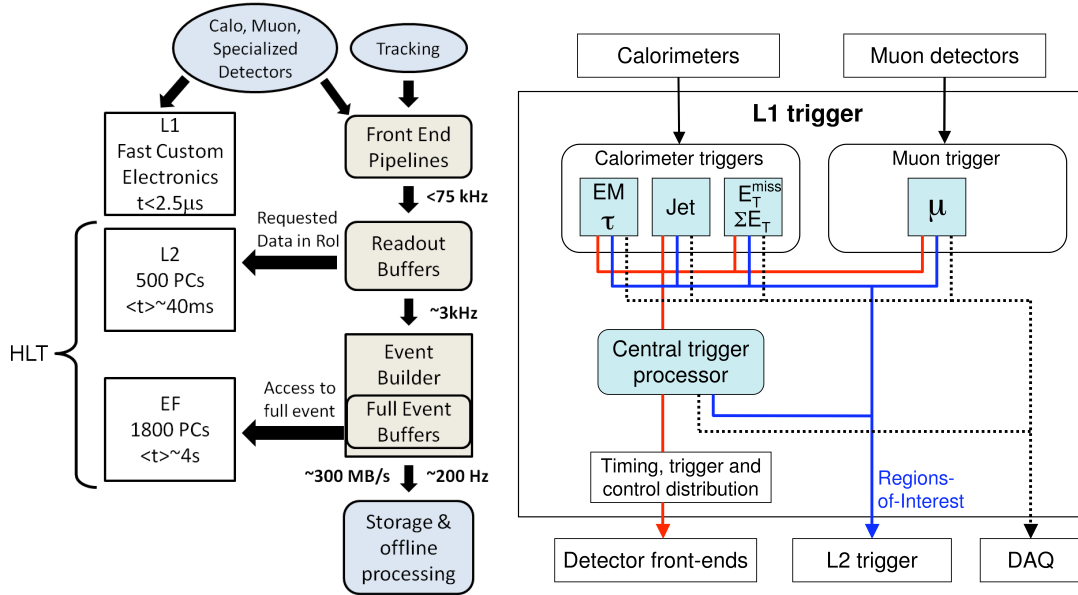 Calo, Muon,
Specialized
Detectors
Tracking
L1
Fast Custom
Electronics
t<2.5μs
Front End
Pipelines
<75 kHz
Requested
Data in RoI
Readout
Buffers
L2
500 PCs
<t>~40ms
~3kHz
HLT
Event
Builder
Full Event
Buffers
Access to
full event
EF
1800 PCs
<t>~4s
~300 MB/s
~200 Hz
Storage &
offline
processing
Calorimeters
Muon detectors
L1 trigger
Calorimeter triggers
Muon trigger
EM
τ
Jet
E_T^miss
ΣE_T
μ
Central trigger
processor
Timing, trigger and
control distribution
Regions-
of-Interest
Detector front-ends
L2 trigger
DAQ